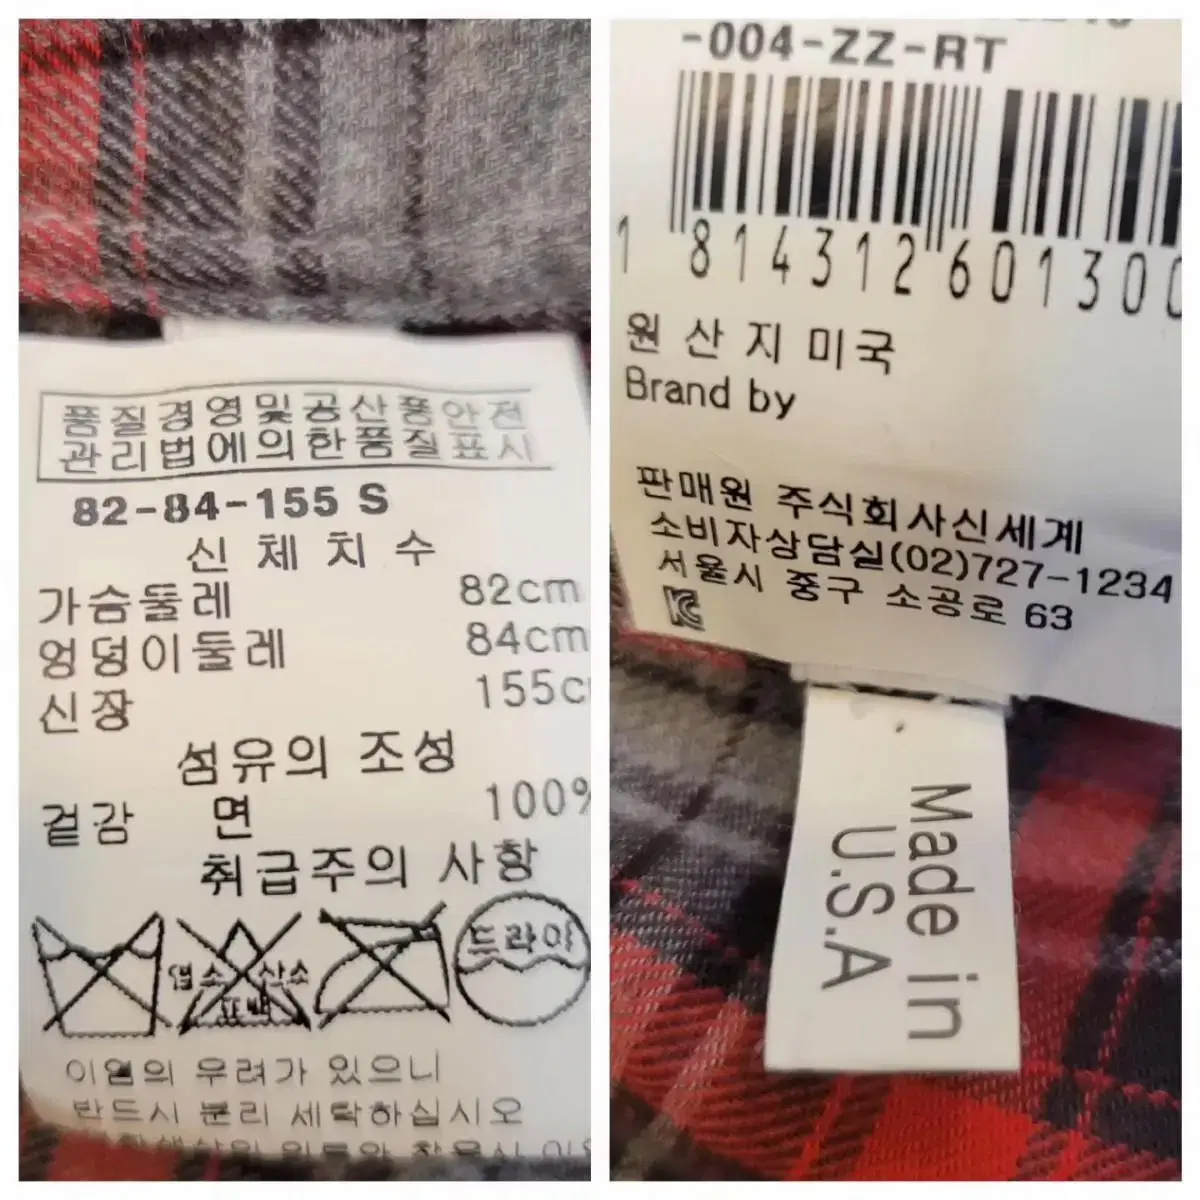 품질경영및공산품안전
관리법에의한품질표시
82-84-155 S
신체치수
가슴둘레 82cm
엉덩이둘레 84cm
신장 155c
섬유의 조성
겉감 면 100%
취급주의 사항
염소 산소
표백
드라이
이염의 우려가 있으니
반드시 분리 세탁하십시오
-004-ZZ-RT
1 814312 601300
원산지 미국
Brand by
판매원 주식회사신세계
소비자상담실(02)727-1234
서울시 중구 소공로 63
Made in
U.S.A